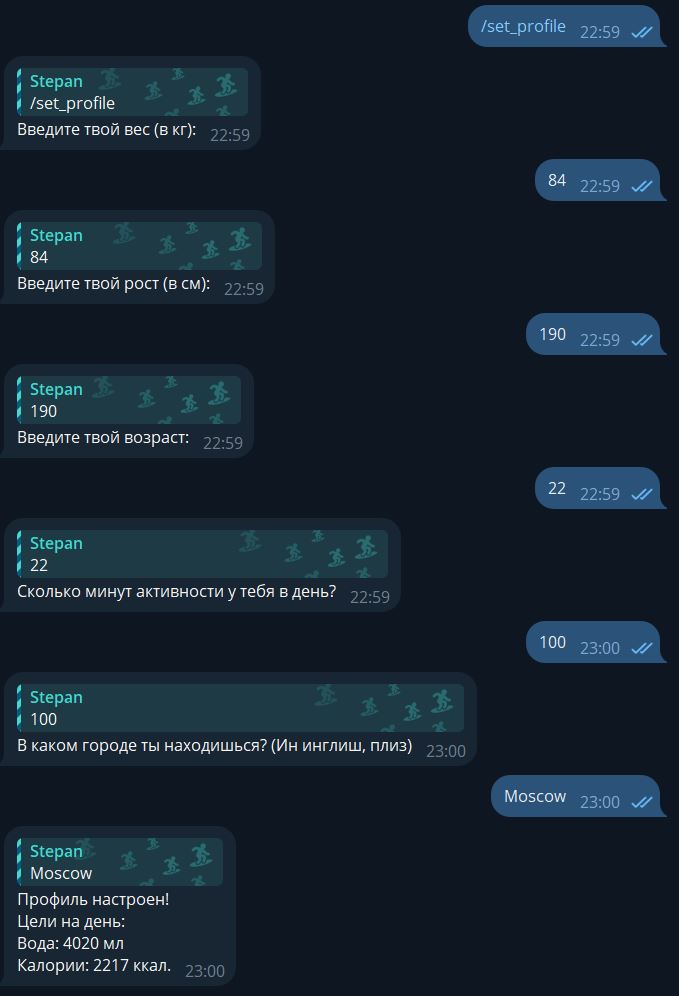 /set_profile 22:59
Stepan
/set_profile
Введите твой вес (в кг): 22:59
84 22:59
Stepan
84
Введите твой рост (в см): 22:59
190 22:59
Stepan
190
Введите твой возраст: 22:59
22 22:59
Stepan
22
Сколько минут активности у тебя в день? 22:59
100 23:00
Stepan
100
В каком городе ты находишься? (Ин инглиш, плиз) 23:00
Moscow 23:00
Stepan
Moscow
Профиль настроен!
Цели на день:
Вода: 4020 мл
Калории: 2217 ккал. 23:00